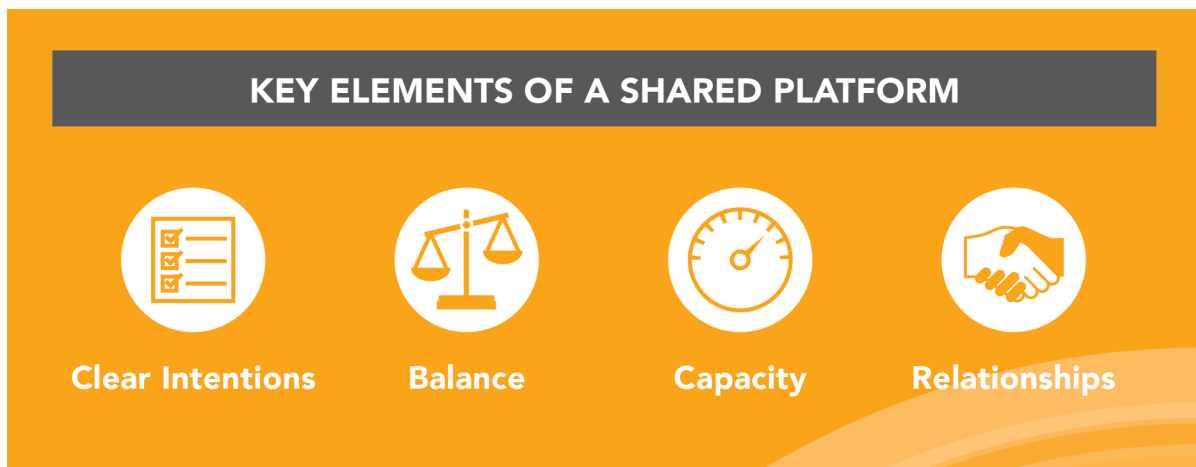 KEY ELEMENTS OF A SHARED PLATFORM
Clear Intentions
Balance
Capacity
Relationships